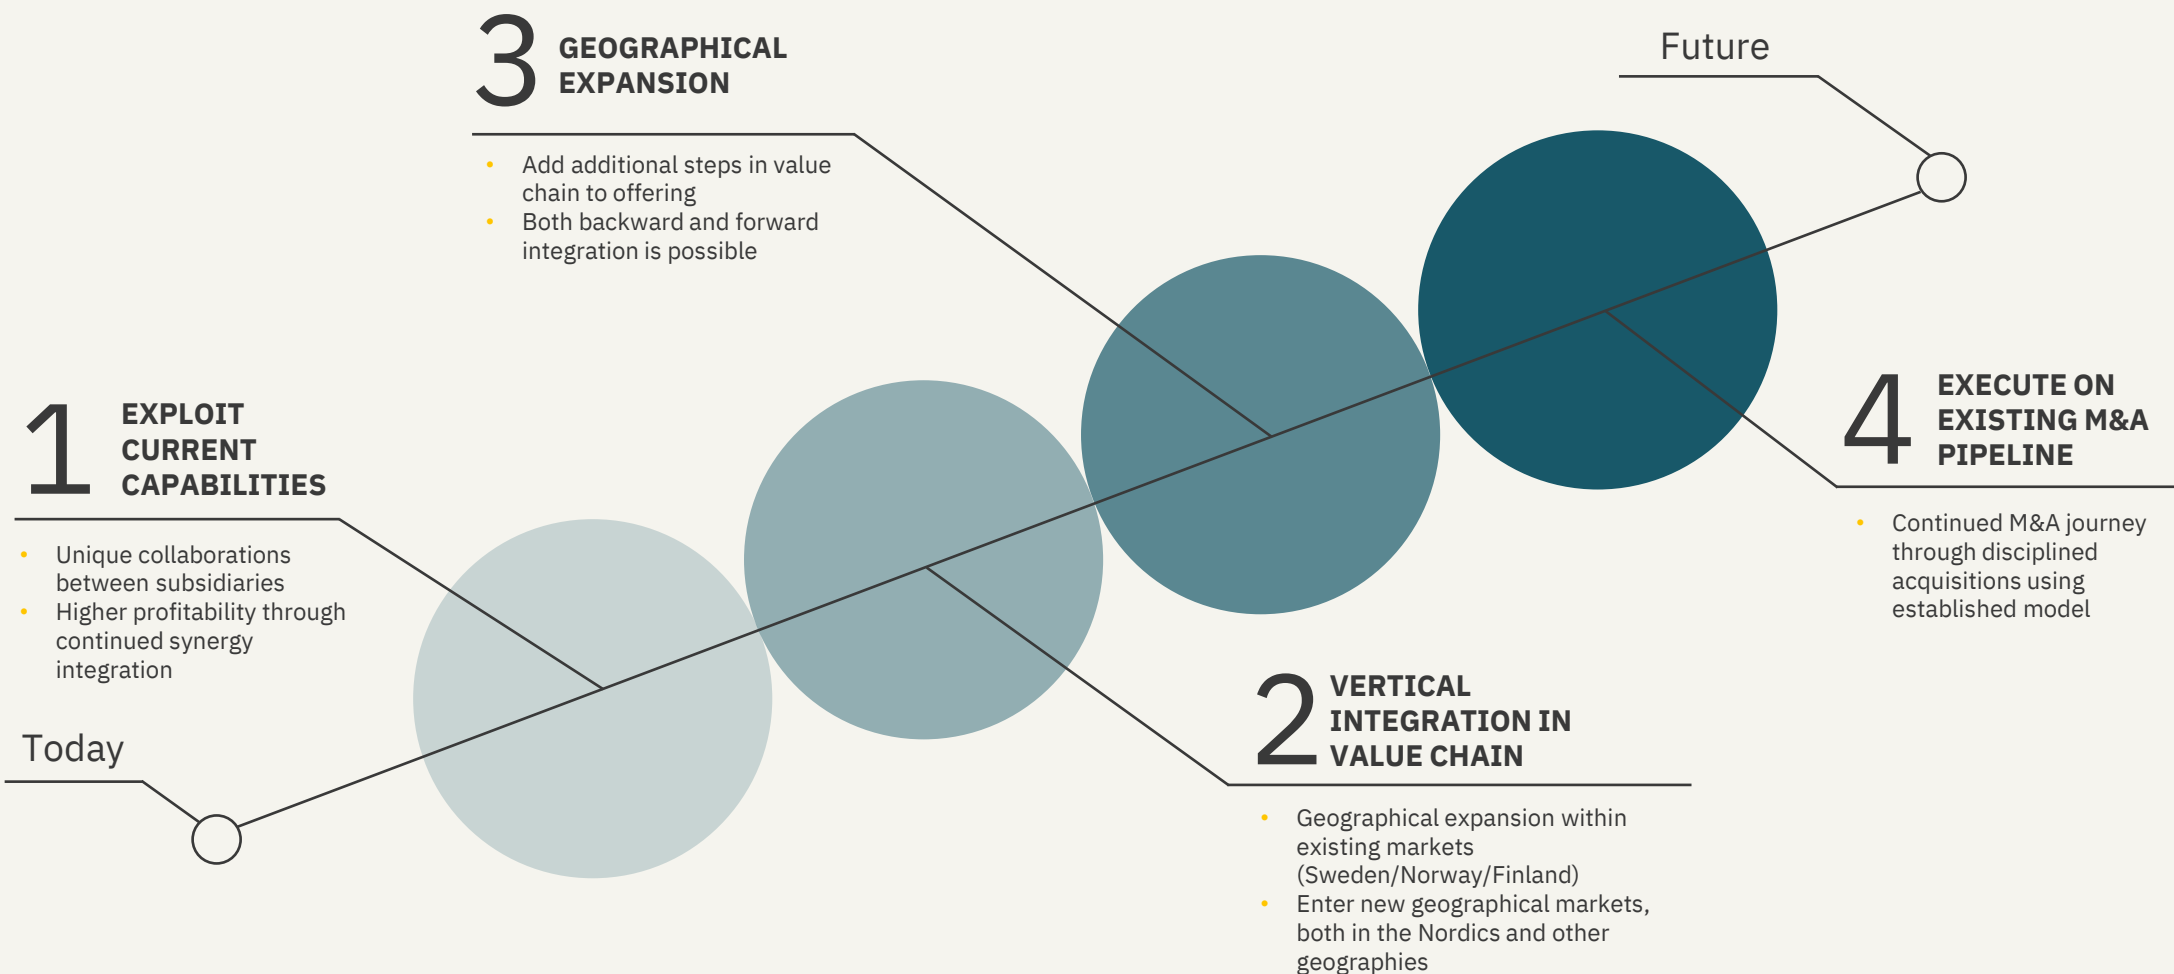 3 GEOGRAPHICAL
EXPANSION
• Add additional steps in value
chain to offering
• Both backward and forward
integration is possible
Future
1 EXPLOIT
CURRENT
CAPABILITIES
• Unique collaborations
between subsidiaries
• Higher profitability through
continued synergy
integration
Today
4 EXECUTE ON
EXISTING M&A
PIPELINE
• Continued M&A journey
through disciplined
acquisitions using
established model
2 VERTICAL
INTEGRATION IN
VALUE CHAIN
• Geographical expansion within
existing markets
(Sweden/Norway/Finland)
• Enter new geographical markets,
both in the Nordics and other
geographies